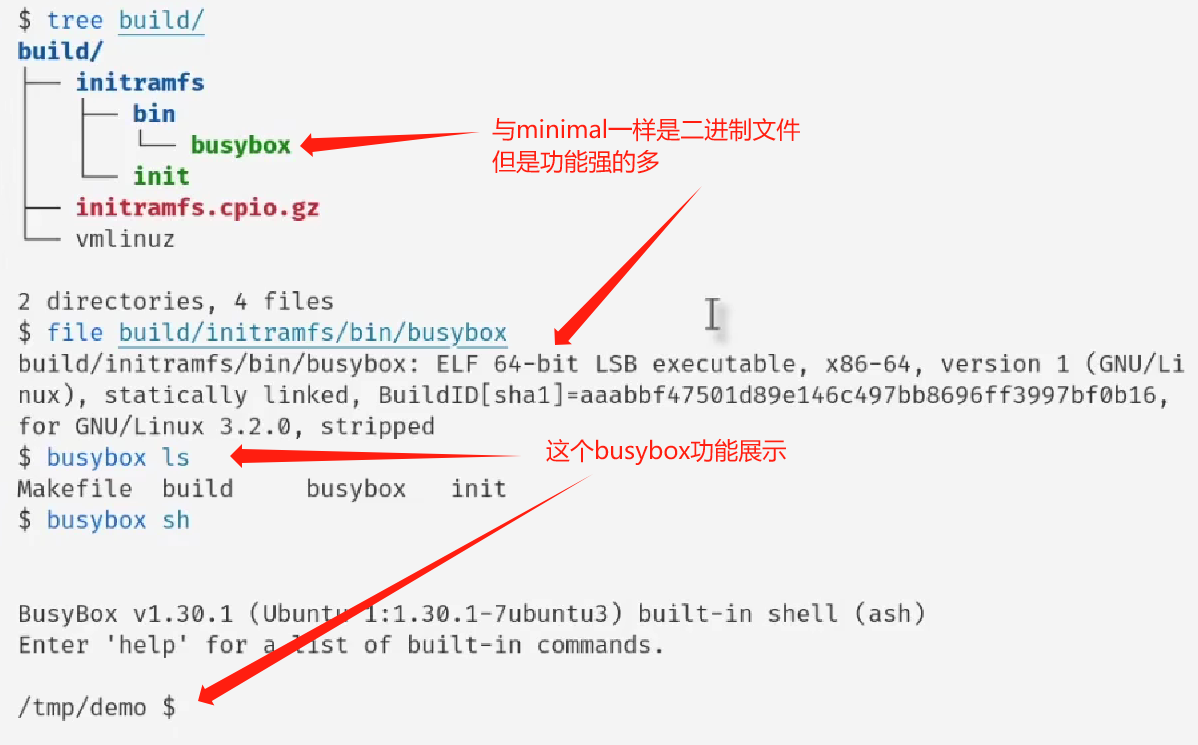 $ tree build/
build/
├── initramfs
│   ├── bin
│   │   └── busybox
│   └── init
├── initramfs.cpio.gz
└── vmlinuz
与minimal一样是二进制文件
但是功能强的多
2 directories, 4 files
$ file build/initramfs/bin/busybox
build/initramfs/bin/busybox: ELF 64-bit LSB executable, x86-64, version 1 (GNU/Li
nux), statically linked, BuildID[sha1]=aaabbf47501d89e146c497bb8696ff3997bf0b16,
for GNU/Linux 3.2.0, stripped
$ busybox ls
这个busybox功能展示
Makefile build busybox init
$ busybox sh
BusyBox v1.30.1 (Ubuntu 1:1.30.1-7ubuntu3) built-in shell (ash)
Enter 'help' for a list of built-in commands.
/tmp/demo $